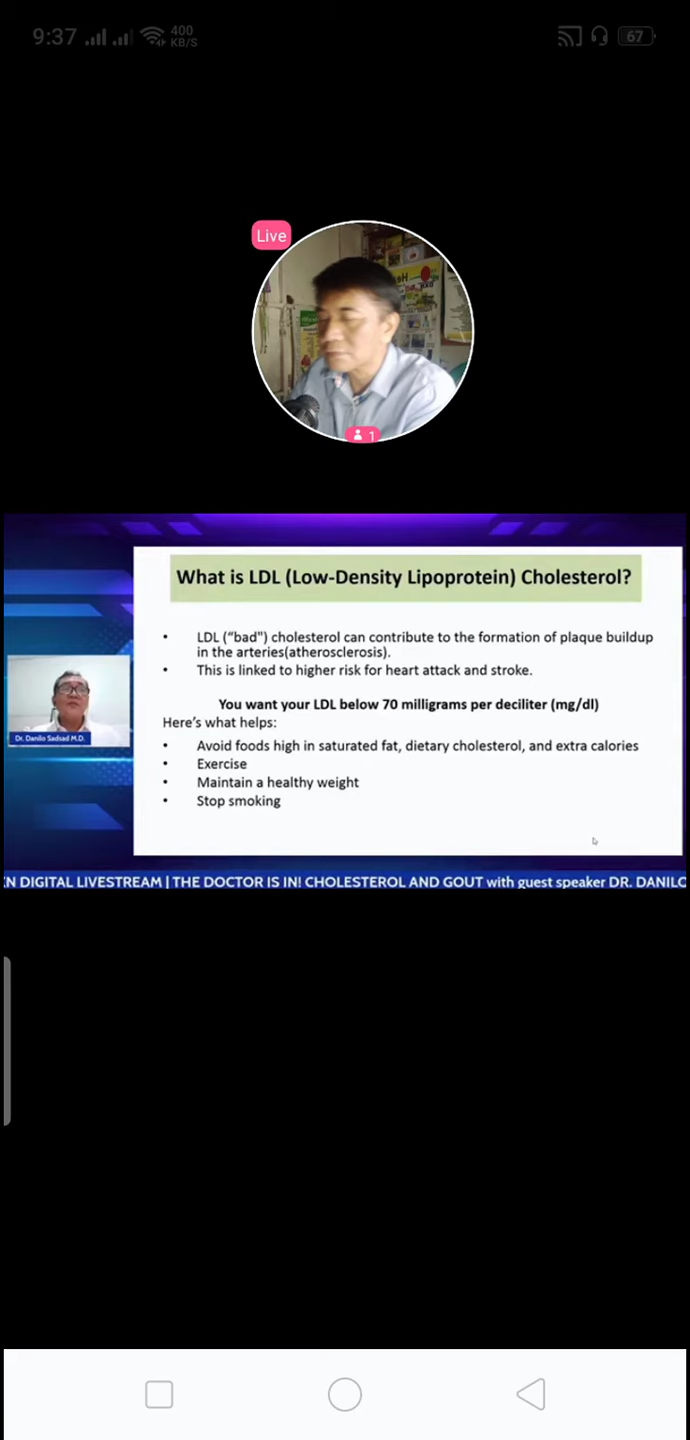 9:37
400
KB/S
67
Live
1
What is LDL (Low-Density Lipoprotein) Cholesterol?
• LDL (“bad") cholesterol can contribute to the formation of plaque buildup
in the arteries(atherosclerosis).
• This is linked to higher risk for heart attack and stroke.
You want your LDL below 70 milligrams per deciliter (mg/dl)
Here’s what helps:
• Avoid foods high in saturated fat, dietary cholesterol, and extra calories
• Exercise
• Maintain a healthy weight
• Stop smoking
Dr. Danilo Sadsad M.D.
N DIGITAL LIVESTREAM | THE DOCTOR IS IN! CHOLESTEROL AND GOUT with guest speaker DR. DANILO